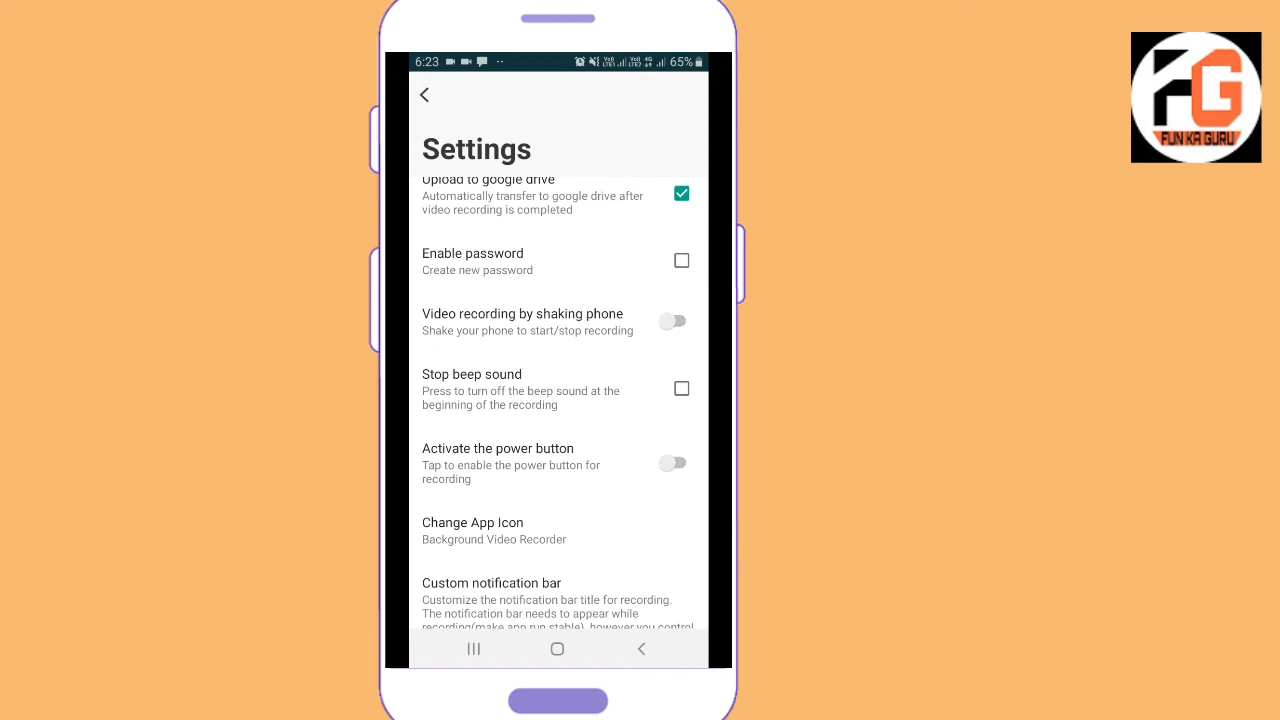 6:23
VoO LTE1 VoO LTE2 4G 65%
FG
FUN KA GURU
Settings
Upload to google drive
Automatically transfer to google drive after
video recording is completed
Enable password
Create new password
Video recording by shaking phone
Shake your phone to start/stop recording
Stop beep sound
Press to turn off the beep sound at the
beginning of the recording
Activate the power button
Tap to enable the power button for
recording
Change App Icon
Background Video Recorder
Custom notification bar
Customize the notification bar title for recording.
The notification bar needs to appear while
recording(make app run stable), however you control